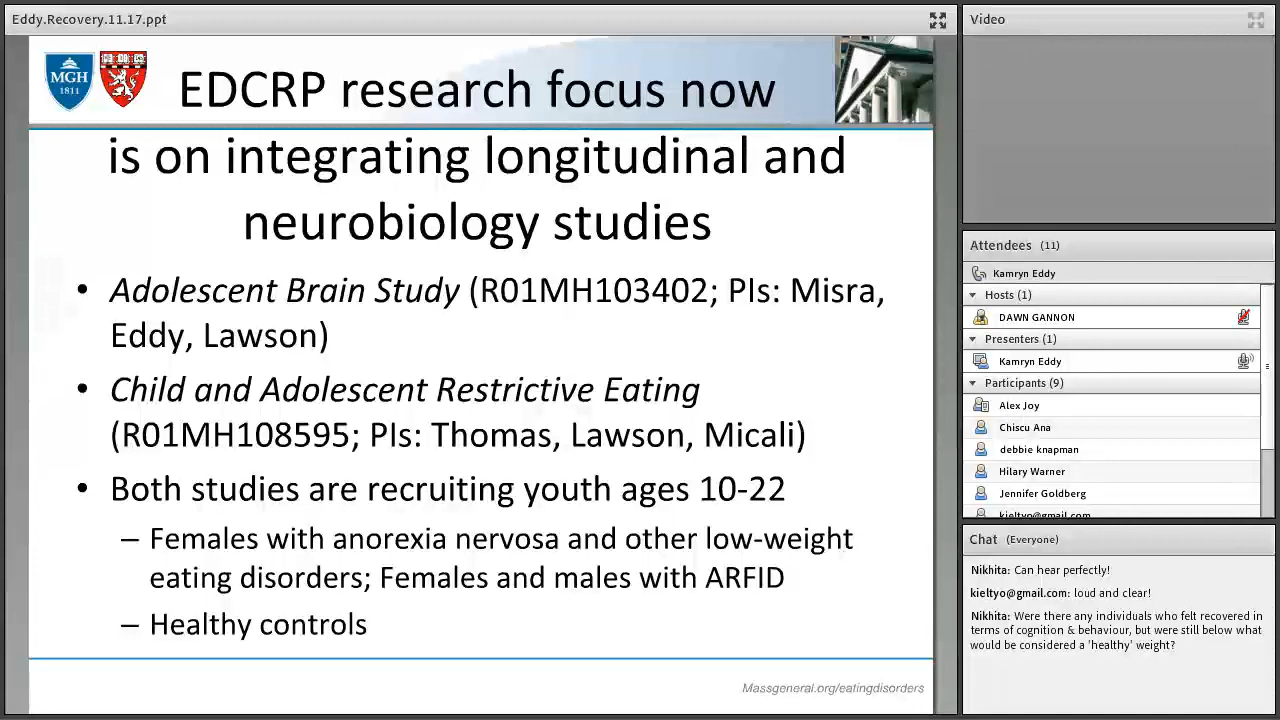 Eddy.Recovery.11.17.ppt
MGH
1811
EDCRP research focus now
is on integrating longitudinal and
neurobiology studies
• Adolescent Brain Study (R01MH103402; PIs: Misra,
Eddy, Lawson)
• Child and Adolescent Restrictive Eating
(R01MH108595; PIs: Thomas, Lawson, Micali)
• Both studies are recruiting youth ages 10-22
– Females with anorexia nervosa and other low-weight
eating disorders; Females and males with ARFID
– Healthy controls
Massgeneral.org/eatingdisorders
Video
Attendees (11)
Kamryn Eddy
Hosts (1)
DAWN GANNON
Presenters (1)
Kamryn Eddy
Participants (9)
Alex Joy
Chiscu Ana
debbie knapman
Hilary Warner
Jennifer Goldberg
kieltyo@gmail.com
Chat (Everyone)
Nikhita: Can hear perfectly!
kieltyo@gmail.com: loud and clear!
Nikhita: Were there any individuals who felt recovered in
terms of cognition & behaviour, but were still below what
would be considered a 'healthy' weight?